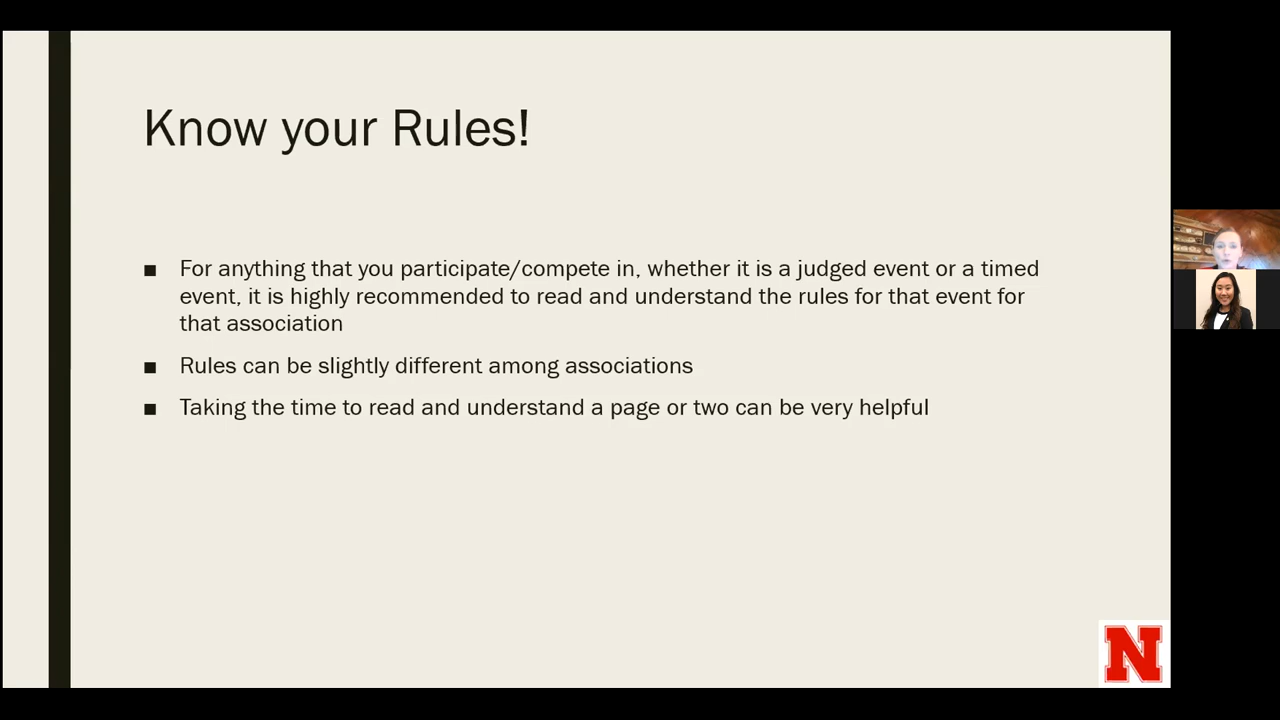 Know your Rules!
■ For anything that you participate/compete in, whether it is a judged event or a timed
event, it is highly recommended to read and understand the rules for that event for
that association
■ Rules can be slightly different among associations
■ Taking the time to read and understand a page or two can be very helpful
N